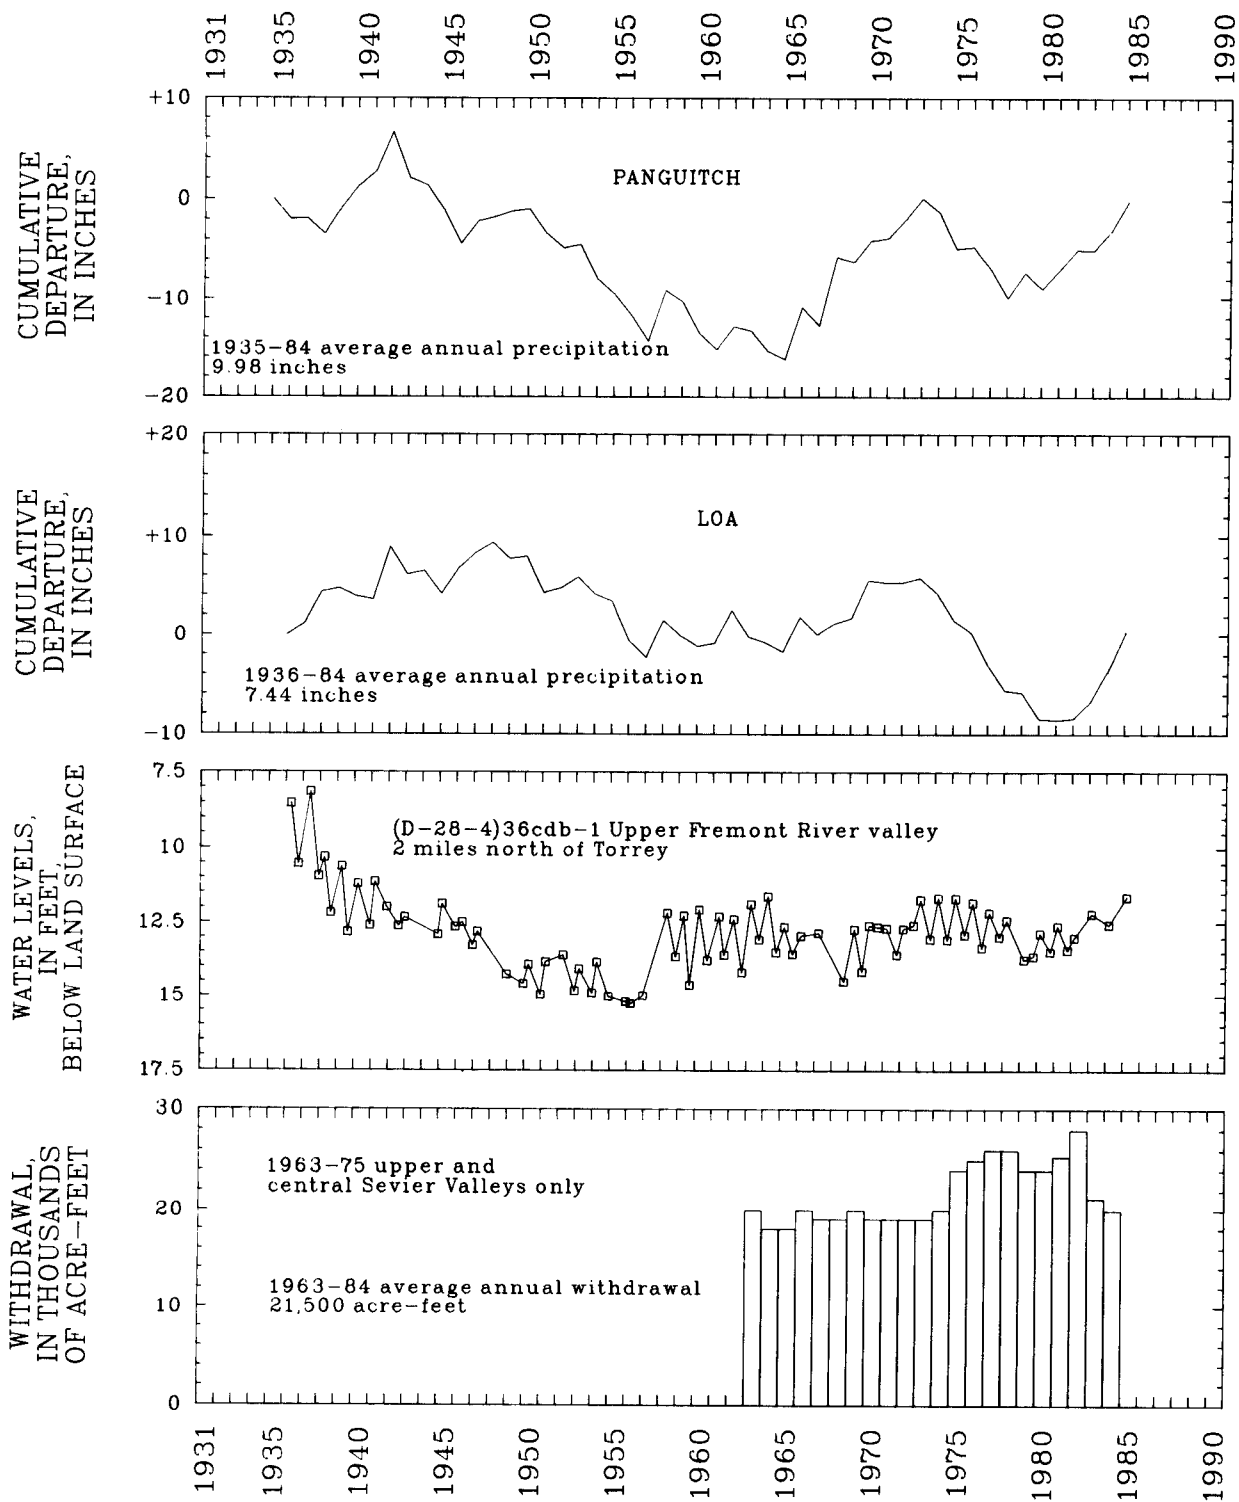 1931 1935 1940 1945 1950 1955 1960 1965 1970 1975 1980 1985 1990
CUMULATIVE
DEPARTURE,
IN INCHES
+10
0
-10
-20
PANGUITCH
1935-84 average annual precipitation
9.98 inches
CUMULATIVE
DEPARTURE,
IN INCHES
+20
+10
0
-10
LOA
1936-84 average annual precipitation
7.44 inches
WATER LEVELS,
IN FEET,
BELOW LAND SURFACE
7.5
10
12.5
15
17.5
(D-28-4)36cdb-1 Upper Fremont River valley
2 miles north of Torrey
WITHDRAWAL,
IN THOUSANDS
OF ACRE-FEET
30
20
10
0
1963-75 upper and
central Sevier Valleys only
1963-84 average annual withdrawal
21,500 acre-feet
1931 1935 1940 1945 1950 1955 1960 1965 1970 1975 1980 1985 1990